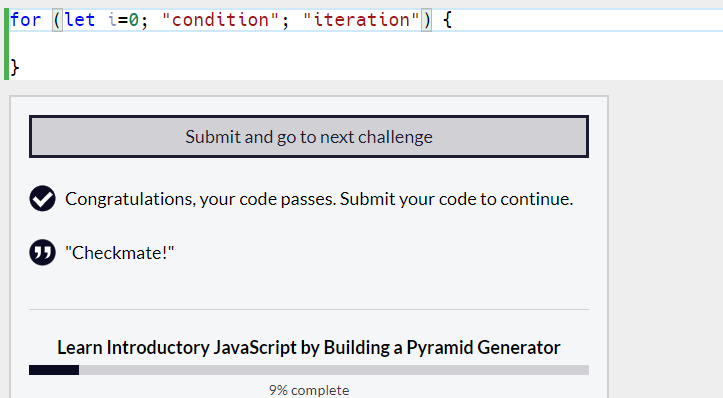 for (let i=0; "condition"; "iteration") {
}
Submit and go to next challenge
Congratulations, your code passes. Submit your code to continue.
"Checkmate!"
Learn Introductory JavaScript by Building a Pyramid Generator
9% complete